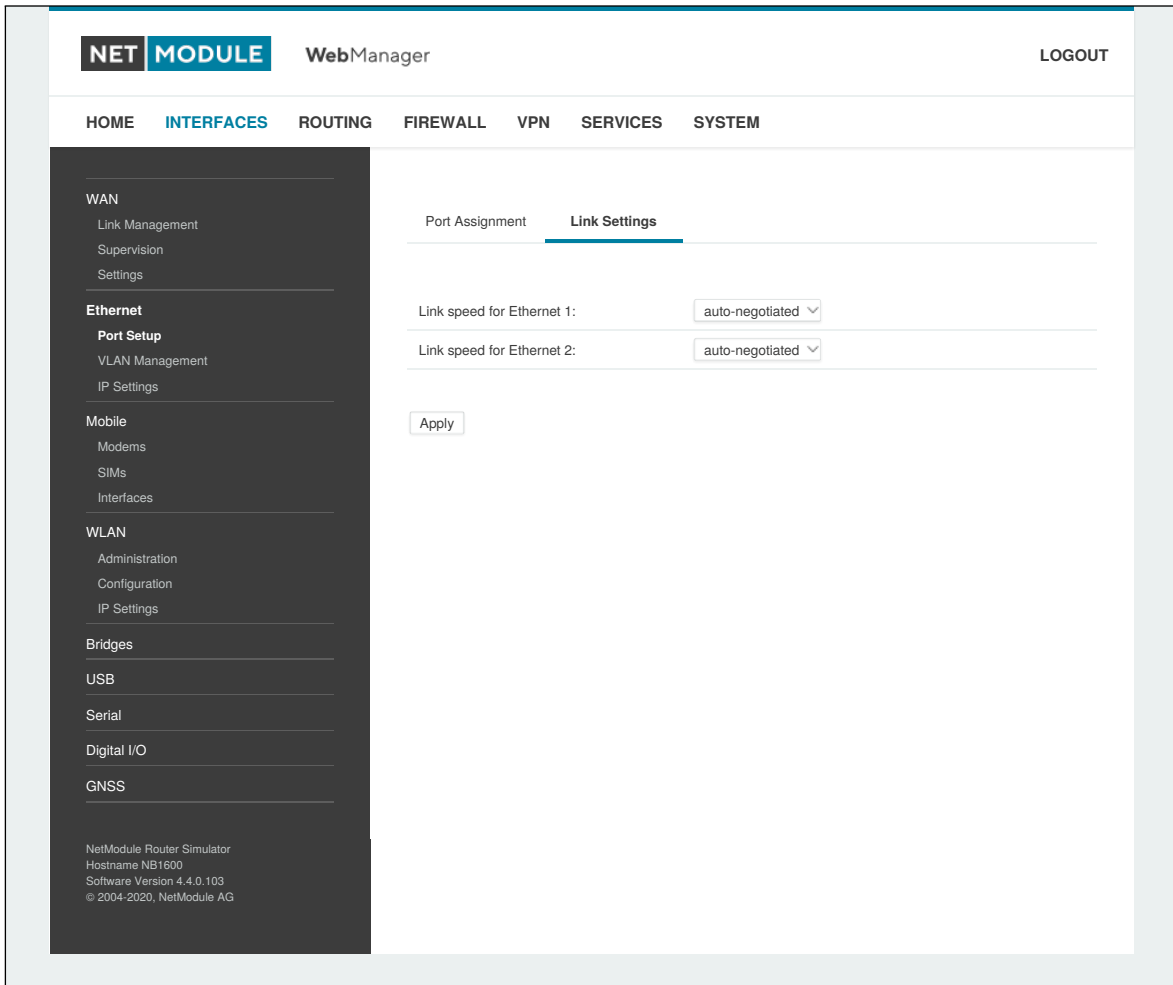 NET MODULE WebManager LOGOUT
HOME INTERFACES ROUTING FIREWALL VPN SERVICES SYSTEM
WAN
Link Management
Supervision
Settings
Ethernet
Port Setup
VLAN Management
IP Settings
Mobile
Modems
SIMs
Interfaces
WLAN
Administration
Configuration
IP Settings
Bridges
USB
Serial
Digital I/O
GNSS
NetModule Router Simulator
Hostname NB1600
Software Version 4.4.0.103
© 2004-2020, NetModule AG
Port Assignment Link Settings
Link speed for Ethernet 1: auto-negotiated
Link speed for Ethernet 2: auto-negotiated
Apply